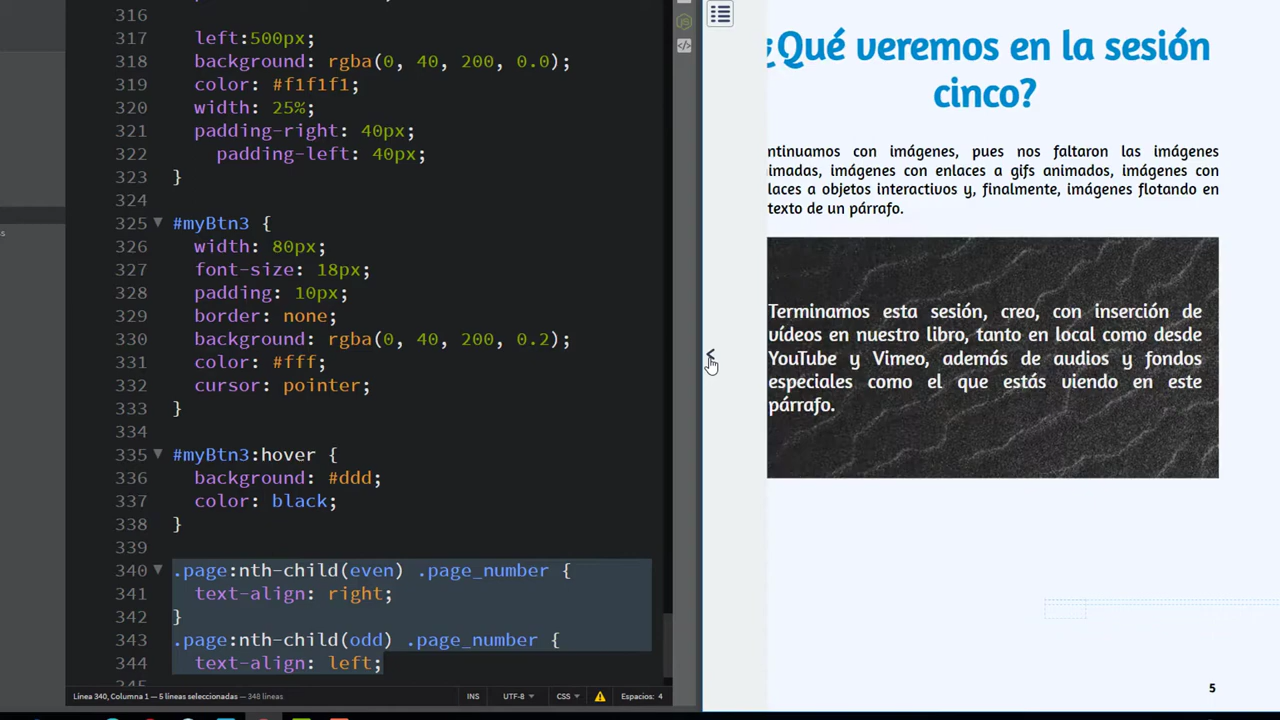 316
317 left:500px;
318 background: rgba(0, 40, 200, 0.0);
319 color: #f1f1f1;
320 width: 25%;
321 padding-right: 40px;
322 padding-left: 40px;
323 }
324
325 #myBtn3 {
326 width: 80px;
327 font-size: 18px;
328 padding: 10px;
329 border: none;
330 background: rgba(0, 40, 200, 0.2);
331 color: #fff;
332 cursor: pointer;
333 }
334
335 #myBtn3:hover {
336 background: #ddd;
337 color: black;
338 }
339
340 .page:nth-child(even) .page_number {
341 text-align: right;
342 }
343 .page:nth-child(odd) .page_number {
344 text-align: left;
Línea 340, Columna 1 — 5 líneas seleccionadas — 348 líneas
INS UTF-8 CSS Espacios: 4
¿Qué veremos en la sesión
cinco?
ntinuamos con imágenes, pues nos faltaron las imágenes
imadas, imágenes con enlaces a gifs animados, imágenes con
laces a objetos interactivos y, finalmente, imágenes flotando en
texto de un párrafo.
Terminamos esta sesión, creo, con inserción de
vídeos en nuestro libro, tanto en local como desde
YouTube y Vimeo, además de audios y fondos
especiales como el que estás viendo en este
párrafo.
5